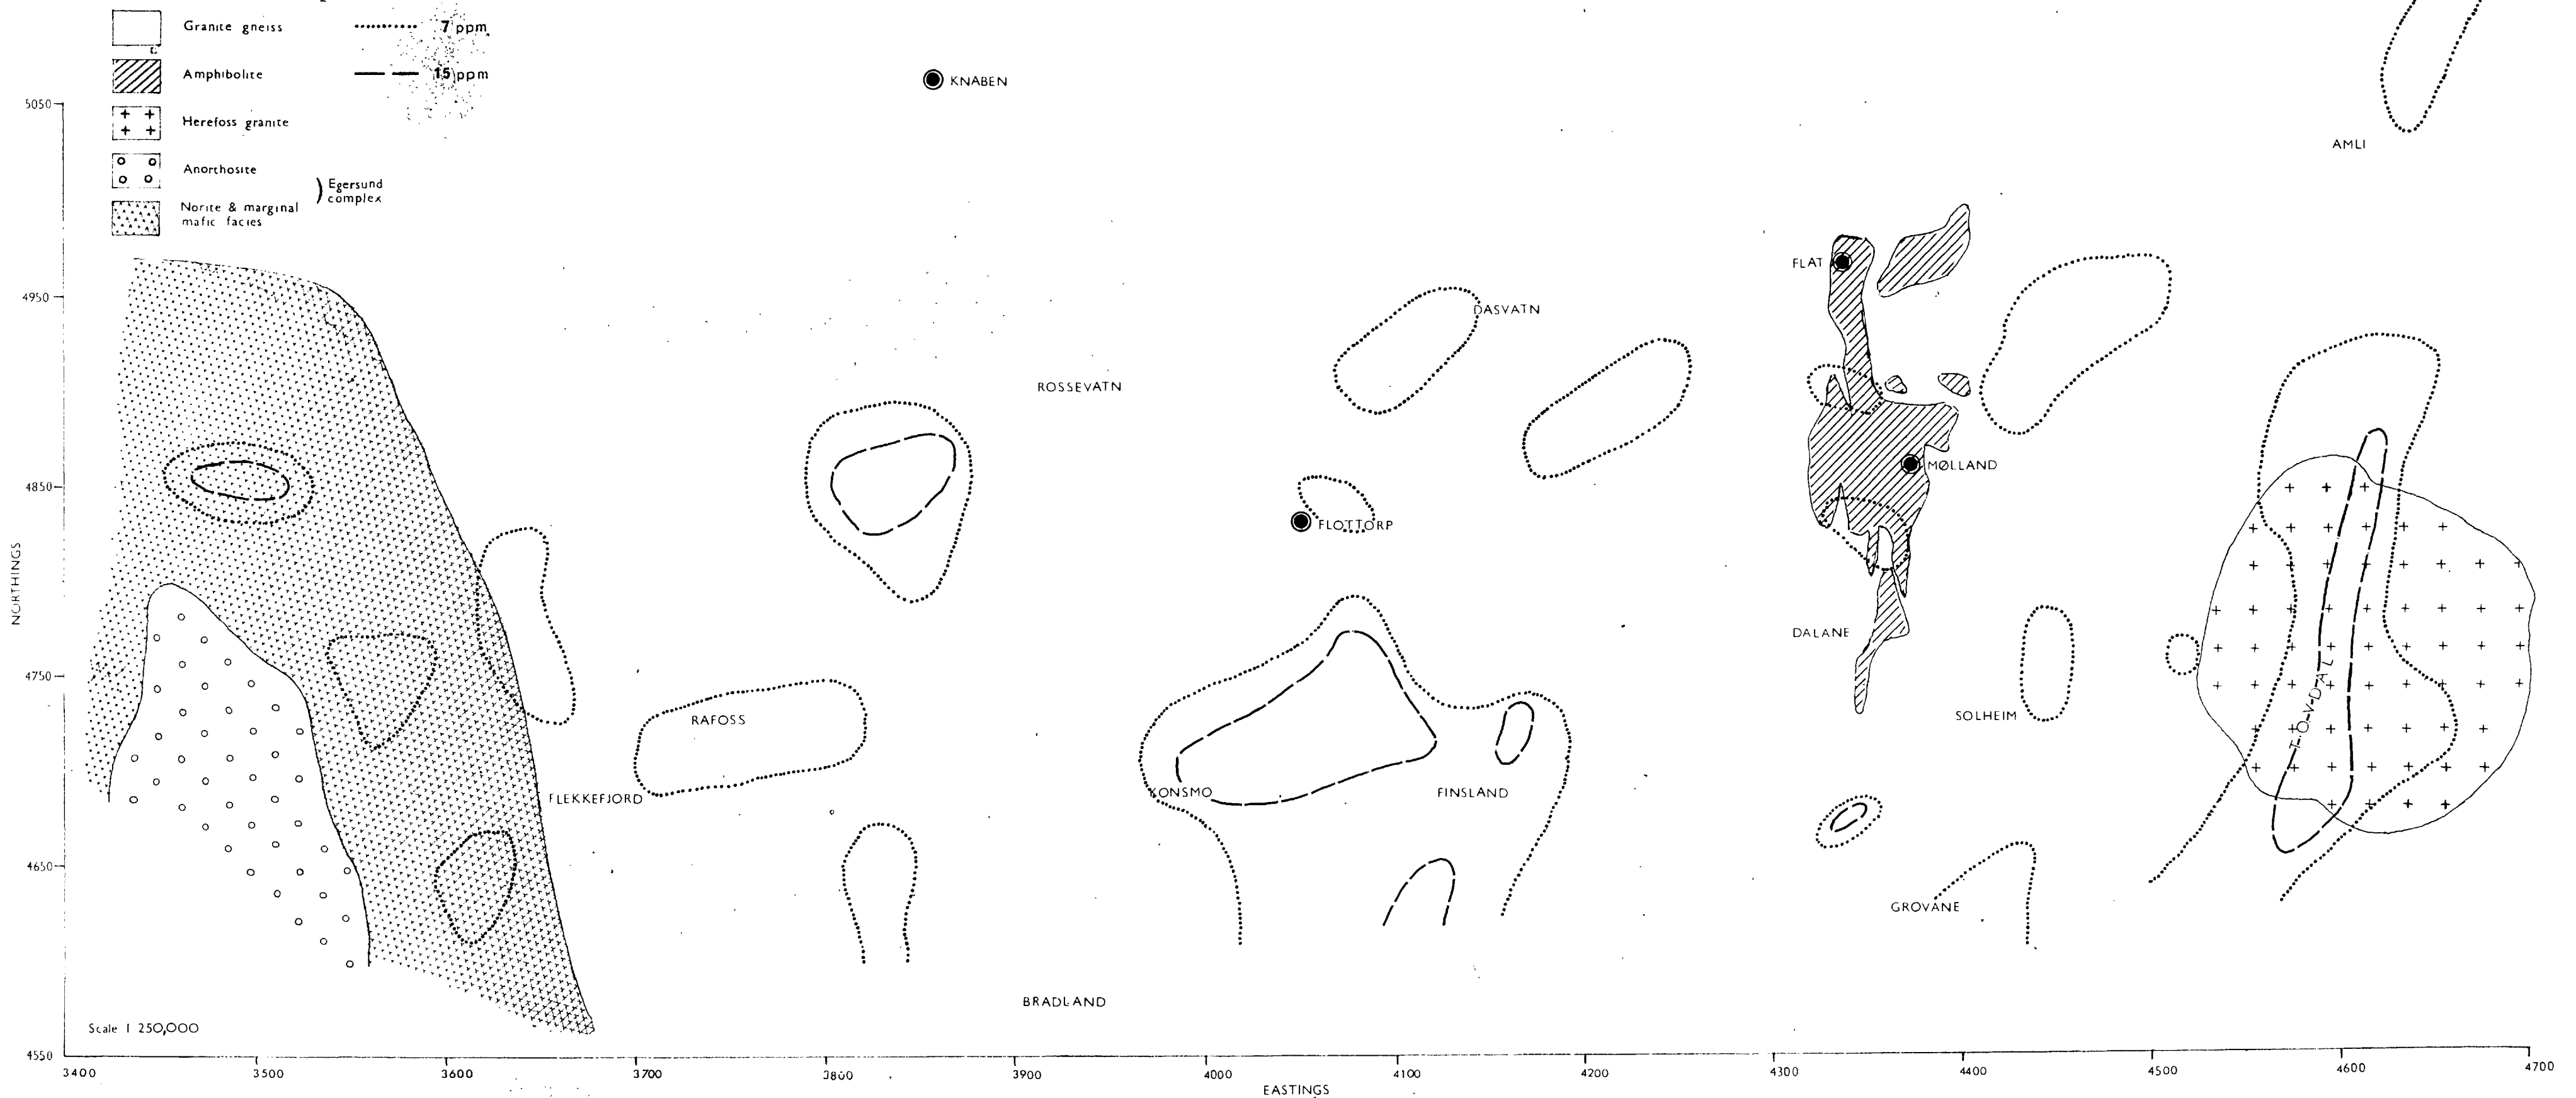 Granite gneiss
7 ppm
Amphibolite
15 ppm
Herefoss granite
Anorthosite
Egersund
complex
Norite & marginal
mafic facies
KNABEN
AMLI
FLAT
DASVATN
ROSSEVATN
MØLLAND
FLOTTORP
DALANE
SOLHEIM
RAFOSS
TOVDAL
FLEKKEFJORD
KONSMO
FINSLAND
GROVANE
BRADLAND
Scale 1 250,000
NORTHINGS
5050
4950
4850
4750
4650
4550
3400 3500 3600 3700 3800 3900 4000 4100 4200 4300 4400 4500 4600 4700
EASTINGS